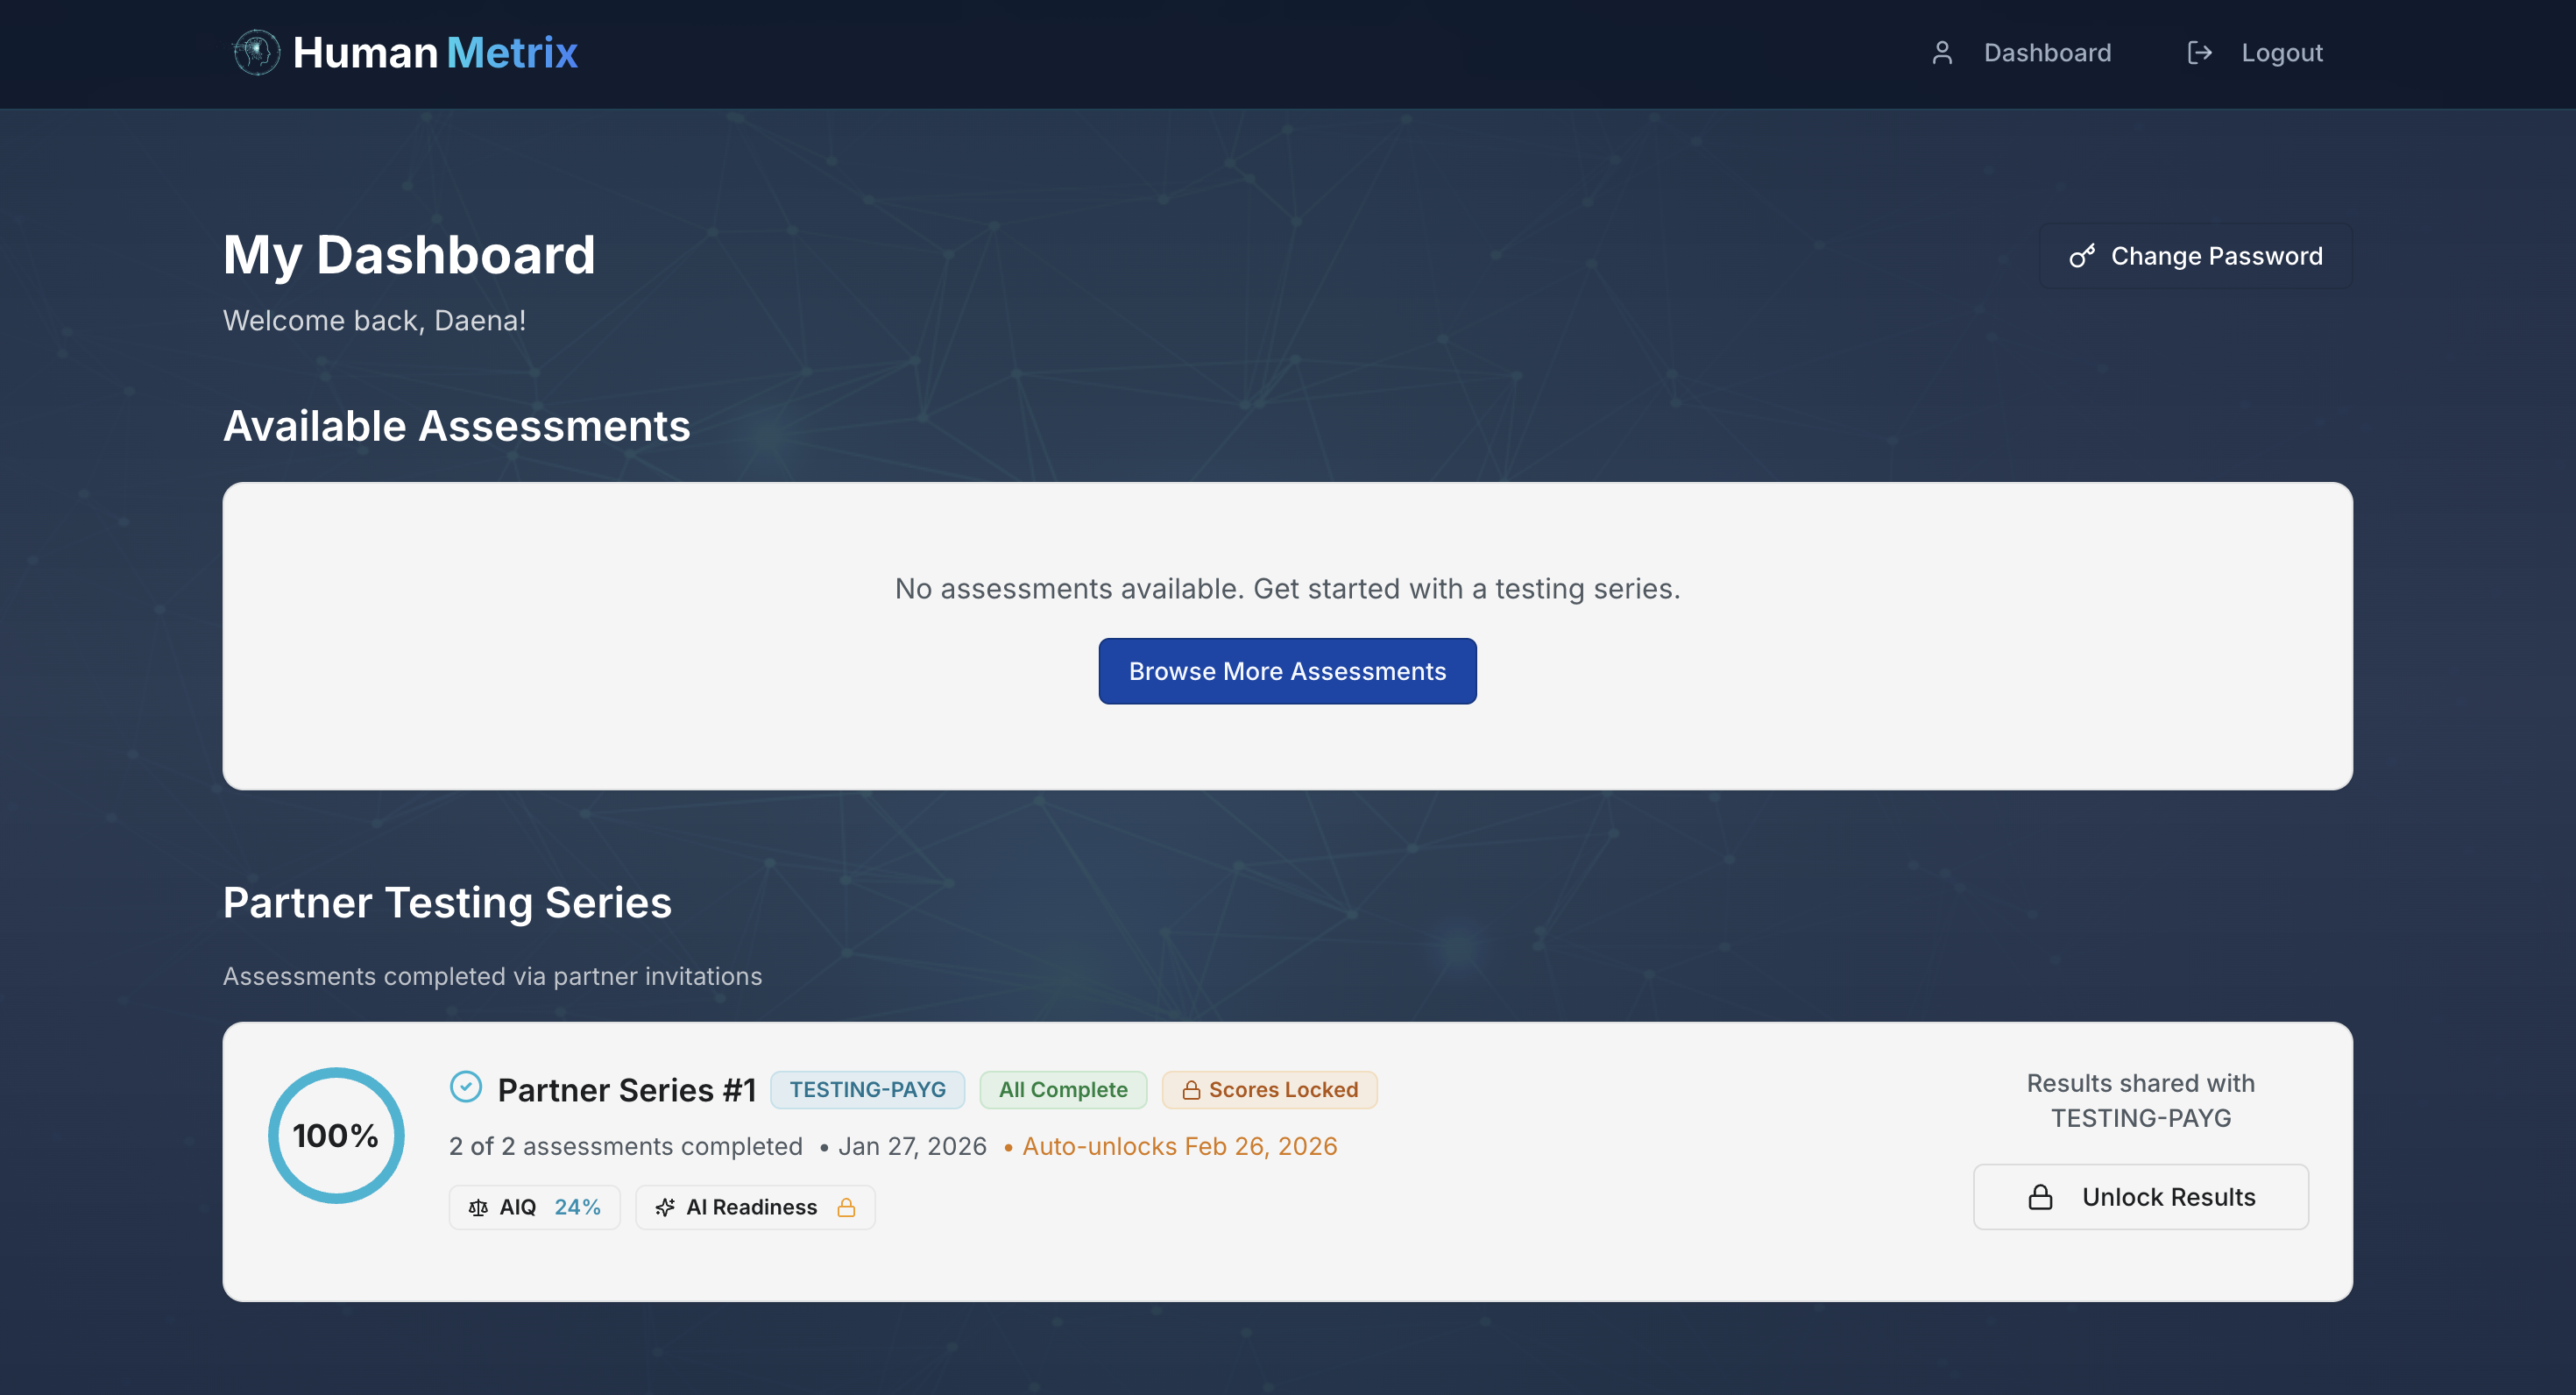 Human Metrix
Dashboard
Logout
My Dashboard
Change Password
Welcome back, Daena!
Available Assessments
No assessments available. Get started with a testing series.
Browse More Assessments
Partner Testing Series
Assessments completed via partner invitations
100%
Partner Series #1
TESTING-PAYG
All Complete
Scores Locked
2 of 2 assessments completed • Jan 27, 2026 • Auto-unlocks Feb 26, 2026
AIQ 24%
AI Readiness
Results shared with
TESTING-PAYG
Unlock Results